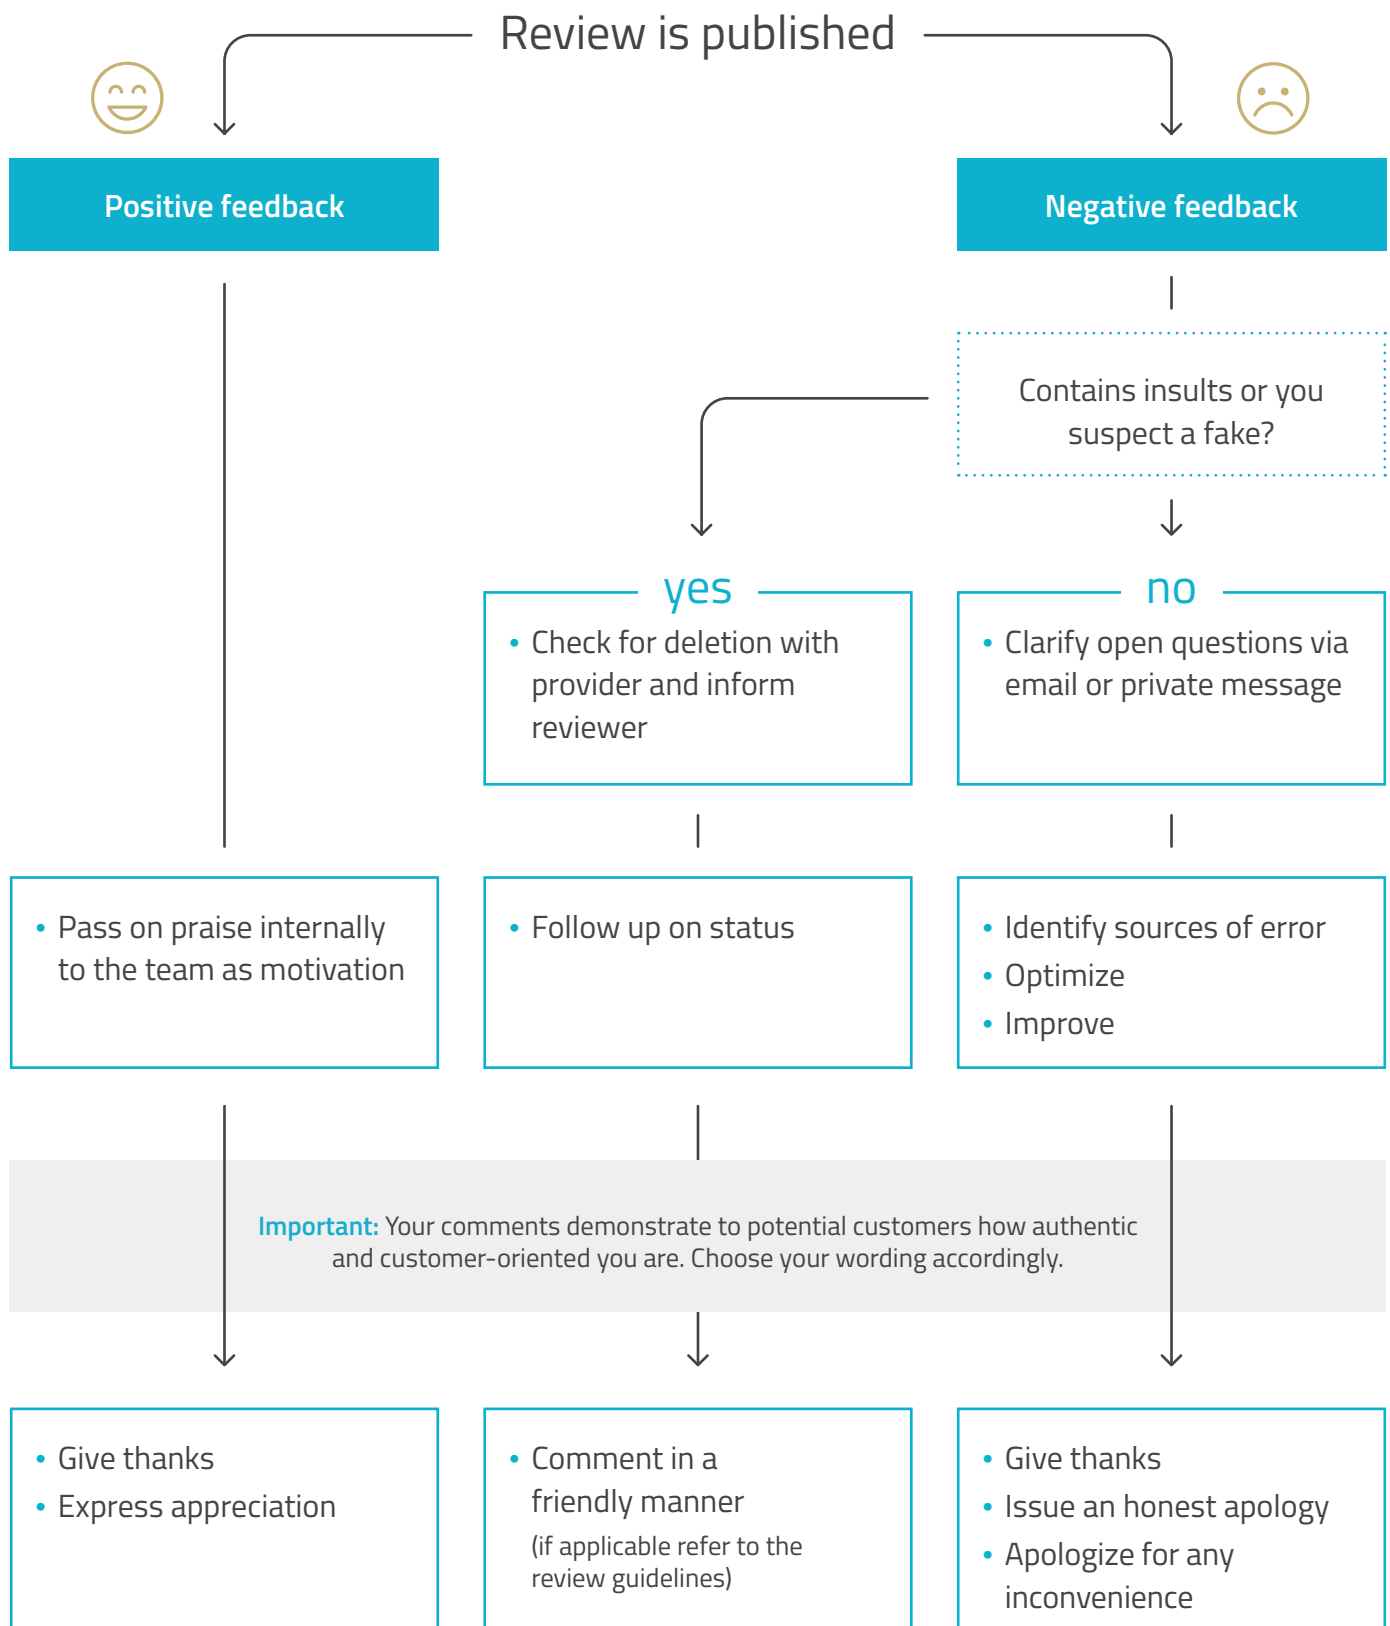 Review is published
Positive feedback
Negative feedback
Contains insults or you
suspect a fake?
yes
• Check for deletion with
provider and inform
reviewer
no
• Clarify open questions via
email or private message
• Pass on praise internally
to the team as motivation
• Follow up on status
• Identify sources of error
• Optimize
• Improve
Important: Your comments demonstrate to potential customers how authentic
and customer-oriented you are. Choose your wording accordingly.
• Give thanks
• Express appreciation
• Comment in a
friendly manner
(if applicable refer to the
review guidelines)
• Give thanks
• Issue an honest apology
• Apologize for any
inconvenience